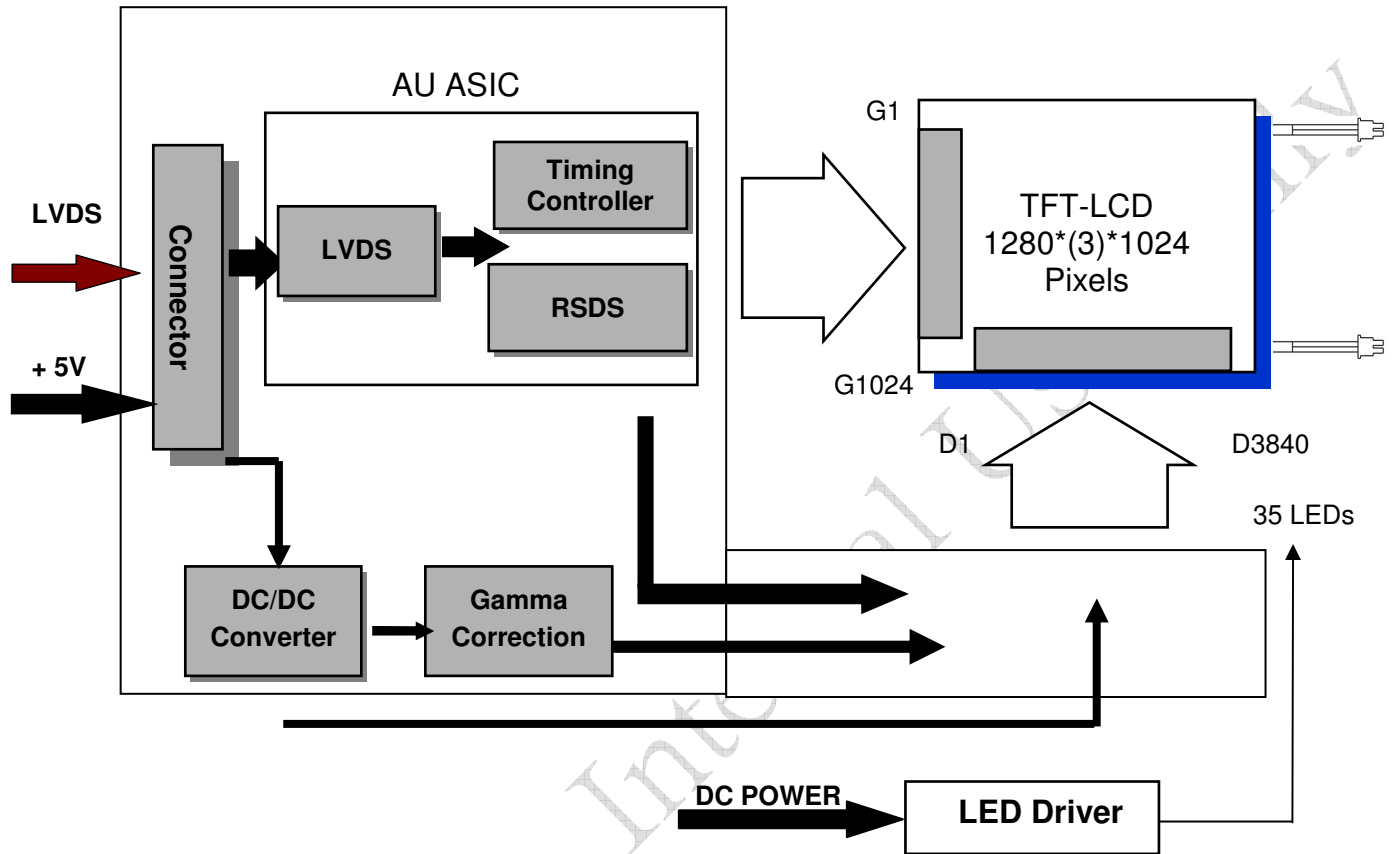 AU ASIC
LVDS
+ 5V
Connector
LVDS
Timing
Controller
RSDS
DC/DC
Converter
Gamma
Correction
G1
TFT-LCD
1280*(3)*1024
Pixels
G1024
D1
D3840
35 LEDs
DC POWER
LED Driver